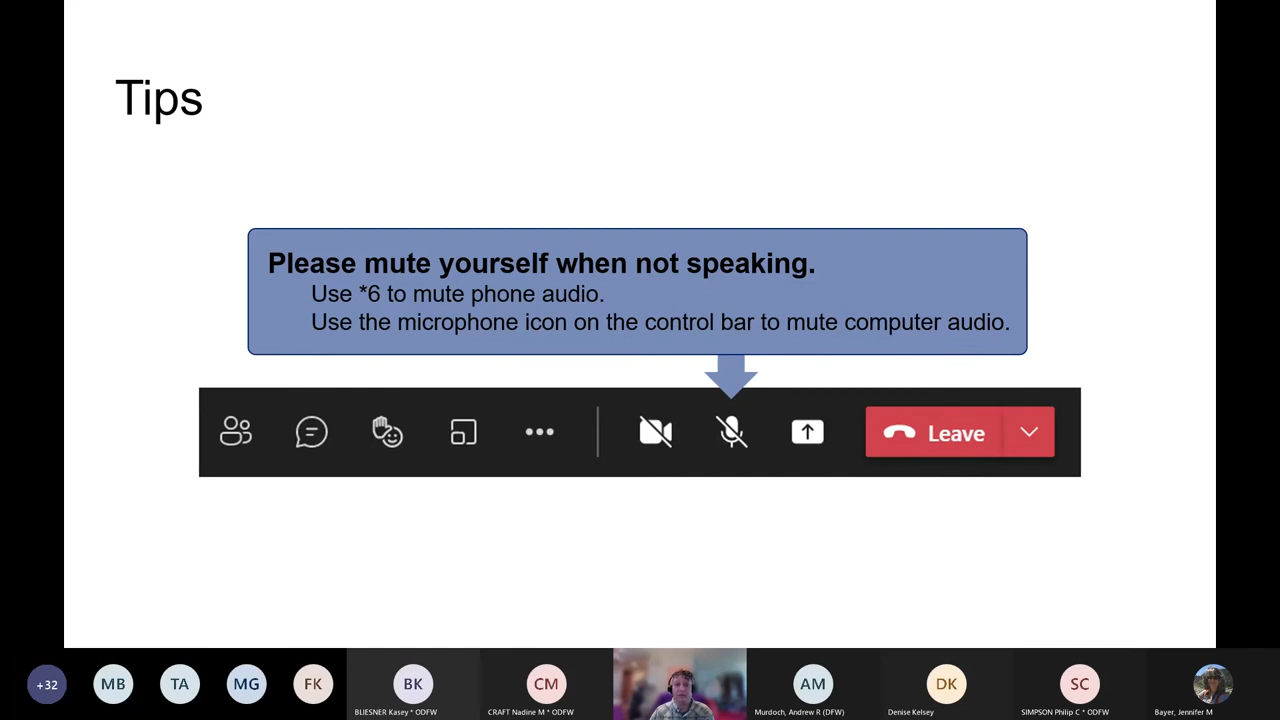 Tips
Please mute yourself when not speaking.
Use *6 to mute phone audio.
Use the microphone icon on the control bar to mute computer audio.
Leave
+32
MB
TA
MG
FK
BK
CM
AM
DK
SC
BLIESNER Kasey * ODFW
CRAFT Nadine M * ODFW
Murdoch, Andrew R (DFW)
Denise Kelsey
SIMPSON Philip C * ODFW
Bayer, Jennifer M